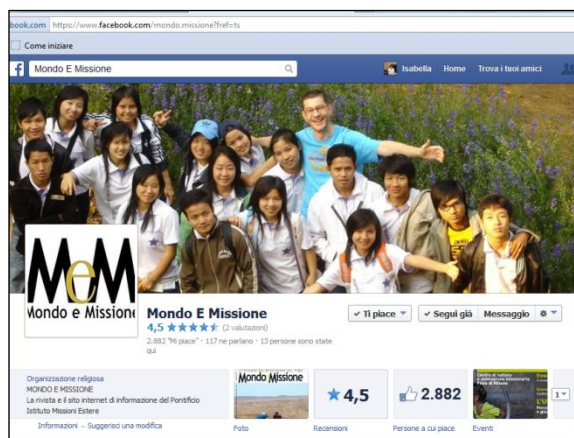 book.com https://www.facebook.com/mondo.missione?fref=ts
Come iniziare
f Mondo E Missione Isabella Home Trova i tuoi amici
MeM
Mondo e Missione
Mondo E Missione
4,5 (2 valutazioni)
2.882 "Mi piace" · 117 ne parlano · 13 persone sono state
qui
Ti piace Segui già Messaggio
Organizzazione religiosa
MONDO E MISSIONE
La rivista e il sito internet di informazione del Pontificio
Istituto Missioni Estere
Informazioni - Suggerisci una modifica
Mondo Missione
Foto
4,5
Recensioni
2.882
Persone a cui piace
Eventi
1